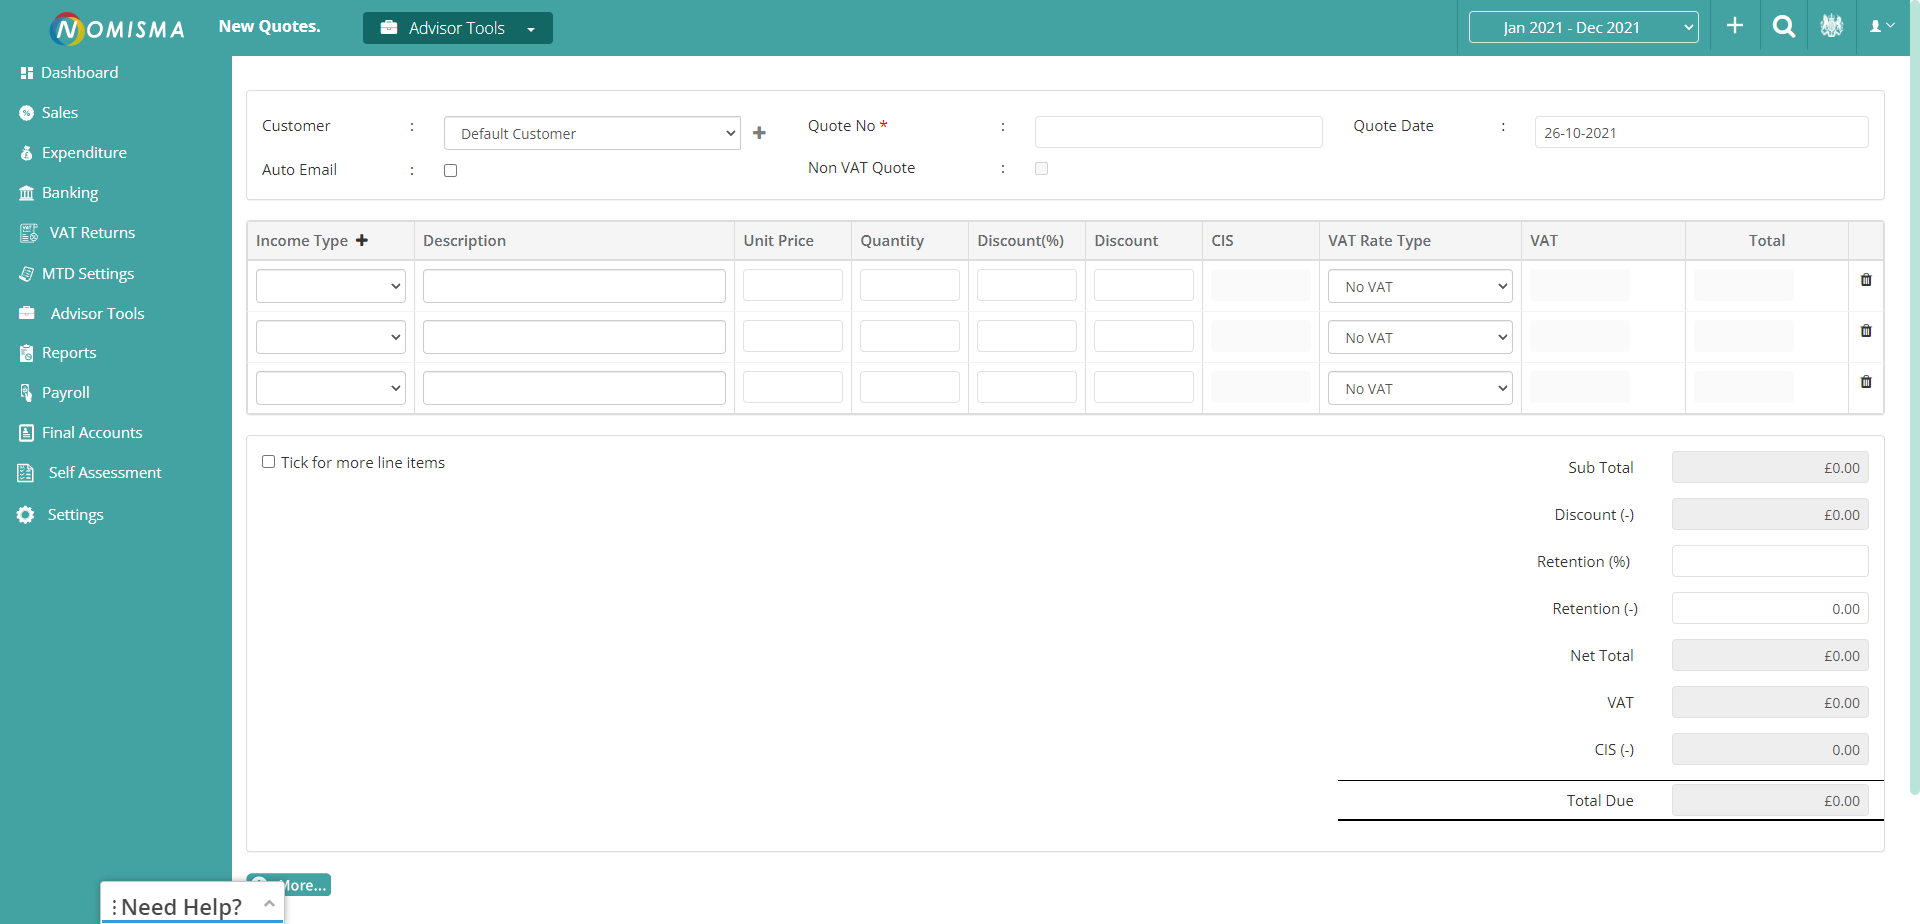 NOMISMA
New Quotes.
Advisor Tools
Jan 2021 - Dec 2021
Dashboard
Sales
Expenditure
Banking
VAT Returns
MTD Settings
Advisor Tools
Reports
Payroll
Final Accounts
Self Assessment
Settings
Customer : Default Customer
Quote No * :
Quote Date : 26-10-2021
Auto Email :
Non VAT Quote :
Income Type Description Unit Price Quantity Discount(%) Discount CIS VAT Rate Type VAT Total
No VAT
No VAT
No VAT
Tick for more line items
Sub Total £0.00
Discount (-) £0.00
Retention (%)
Retention (-) 0.00
Net Total £0.00
VAT £0.00
CIS (-) 0.00
Total Due £0.00
More...
Need Help?